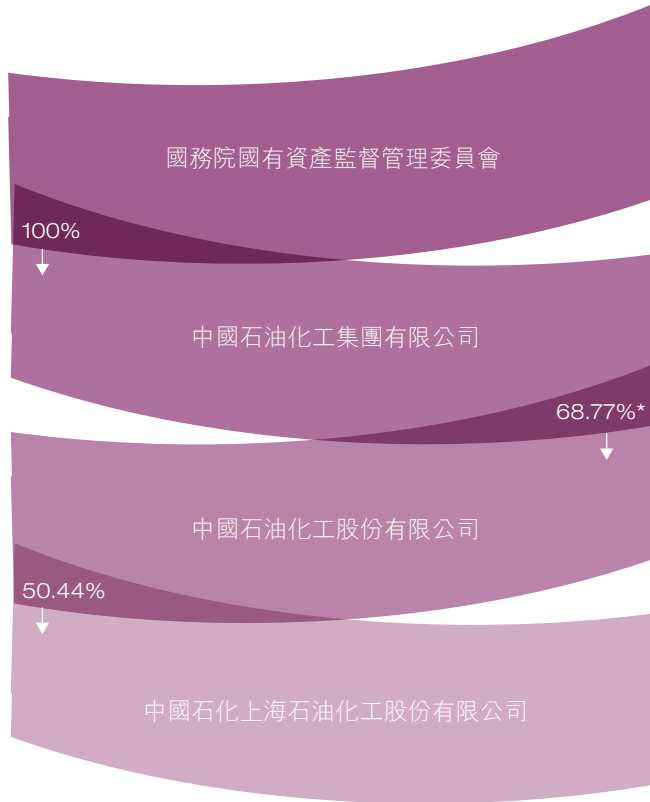 國務院國有資產監督管理委員會
100%
中國石油化工集團有限公司
68.77%*
中國石油化工股份有限公司
50.44%
中國石化上海石油化工股份有限公司